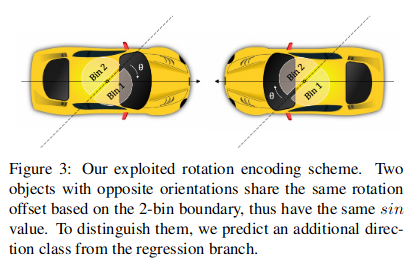 Bin 2
Bin 1
θ
Bin 2
Bin 1
θ
Figure 3: Our exploited rotation encoding scheme. Two
objects with opposite orientations share the same rotation
offset based on the 2-bin boundary, thus have the same sin
value. To distinguish them, we predict an additional direc-
tion class from the regression branch.